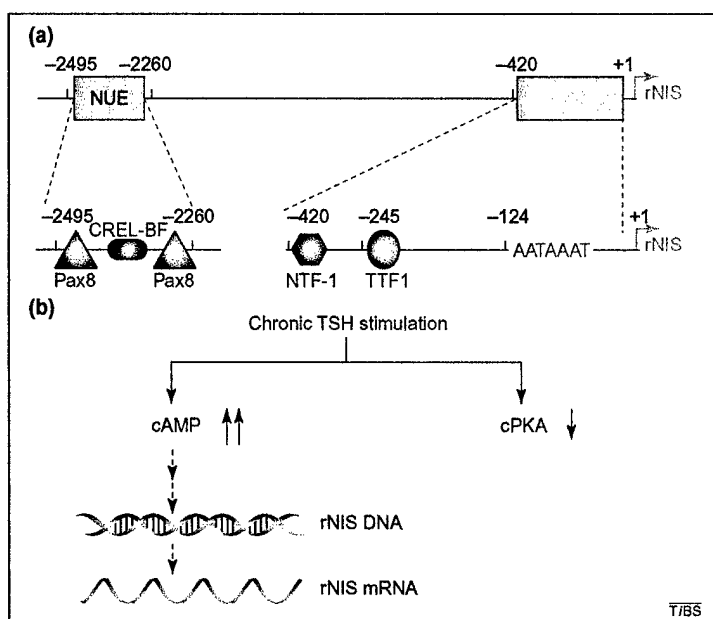 (a)
–2495 –2260 –420 +1
NUE rNIS
–2495 CREL-BF –2260 –420 –245 –124 +1
AATAAAT rNIS
Pax8 Pax8 NTF-1 TTF1
(b)
Chronic TSH stimulation
cAMP cPKA
rNIS DNA
rNIS mRNA
TiBS